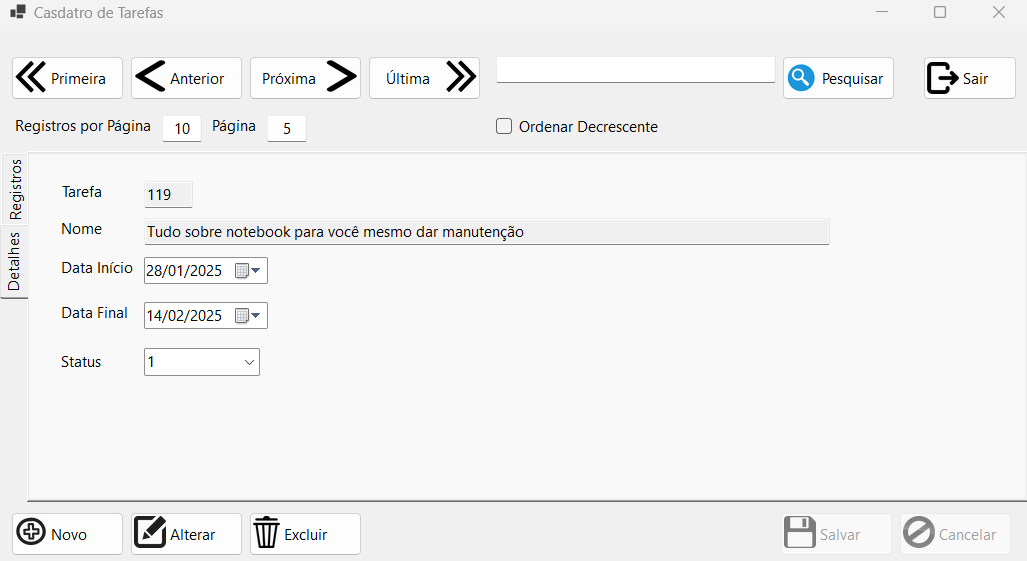 Casdatro de Tarefas
Primeira Anterior Próxima Última Pesquisar Sair
Registros por Página 10 Página 5 Ordenar Decrescente
Registros
Detalhes
Tarefa 119
Nome Tudo sobre notebook para você mesmo dar manutenção
Data Início 28/01/2025
Data Final 14/02/2025
Status 1
Novo Alterar Excluir Salvar Cancelar